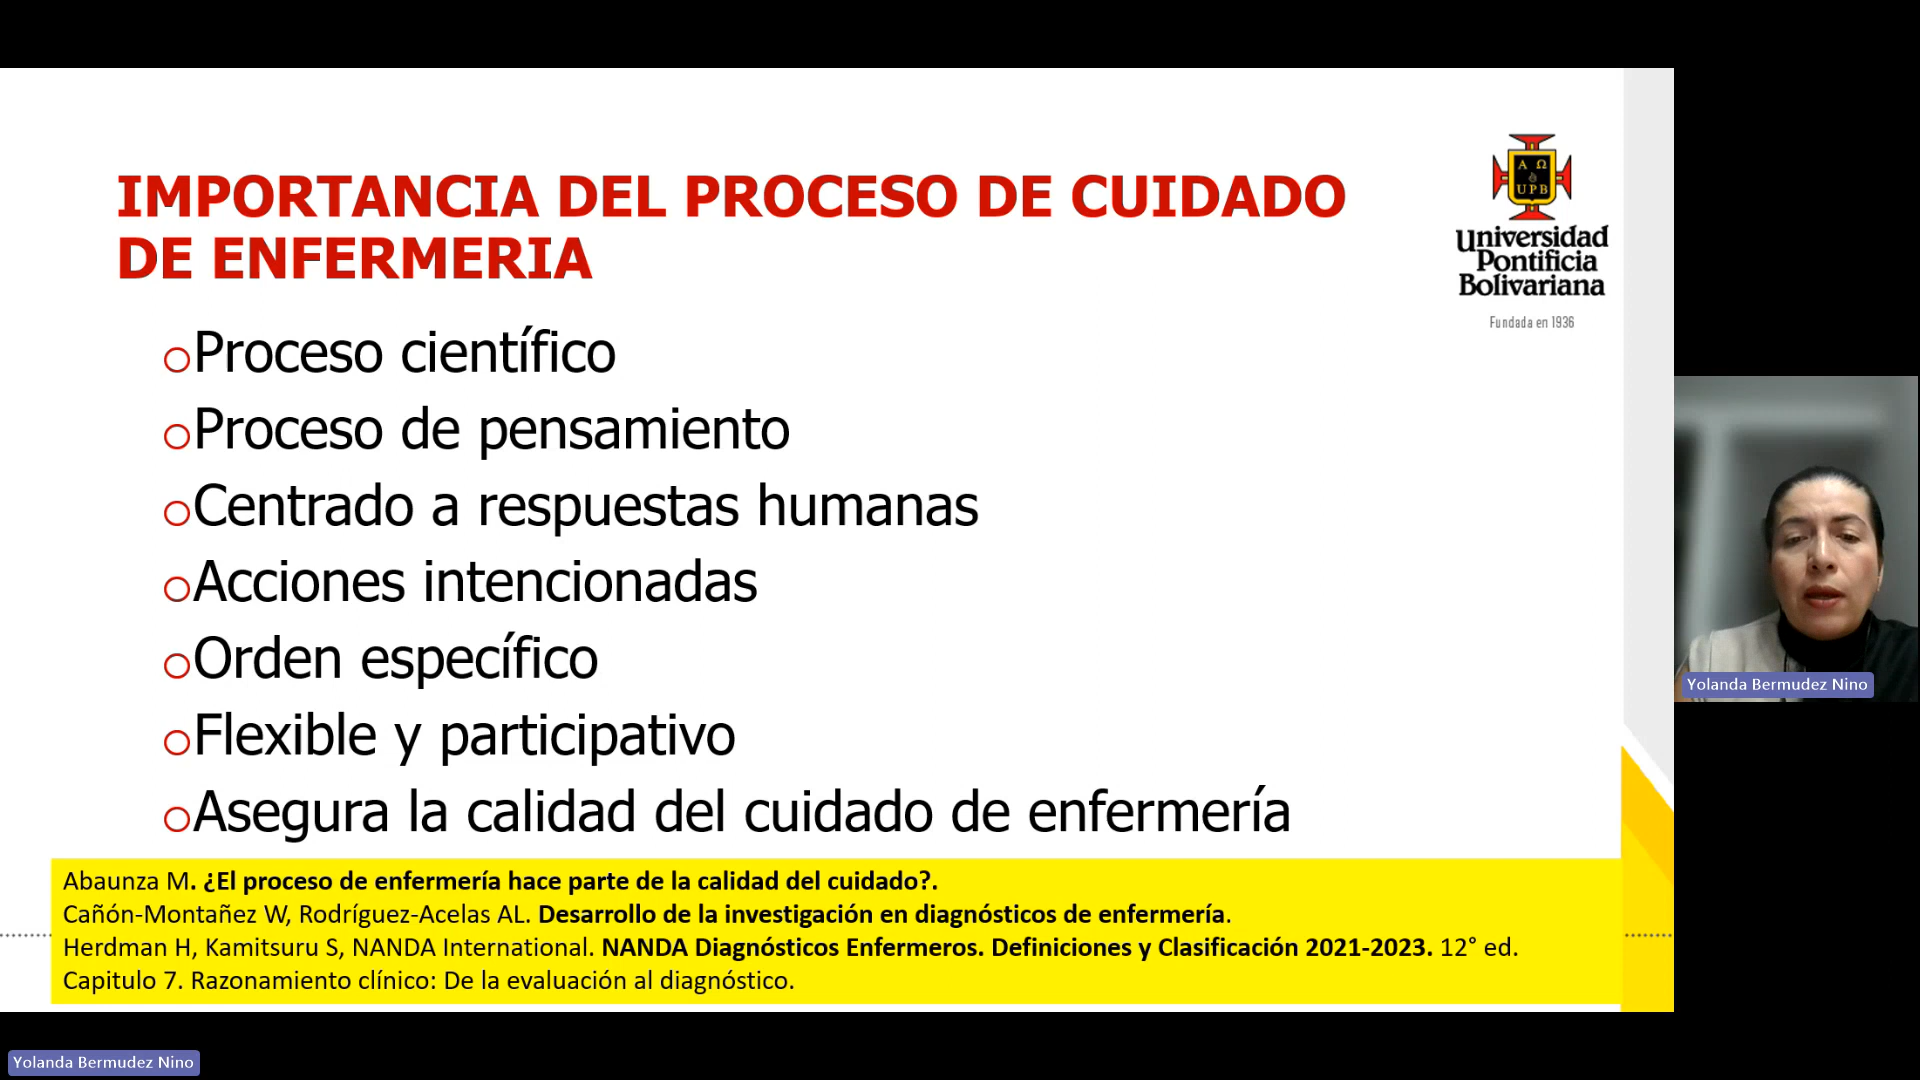 IMPORTANCIA DEL PROCESO DE CUIDADO
DE ENFERMERIA
Α Ω
UPB
Universidad
Pontificia
Bolivariana
Fundada en 1936
oProceso científico
oProceso de pensamiento
oCentrado a respuestas humanas
oAcciones intencionadas
oOrden específico
oFlexible y participativo
oAsegura la calidad del cuidado de enfermería
Abaunza M. ¿El proceso de enfermería hace parte de la calidad del cuidado?.
Cañón-Montañez W, Rodríguez-Acelas AL. Desarrollo de la investigación en diagnósticos de enfermería.
Herdman H, Kamitsuru S, NANDA International. NANDA Diagnósticos Enfermeros. Definiciones y Clasificación 2021-2023. 12° ed.
Capitulo 7. Razonamiento clínico: De la evaluación al diagnóstico.
Yolanda Bermudez Nino
Yolanda Bermudez Nino